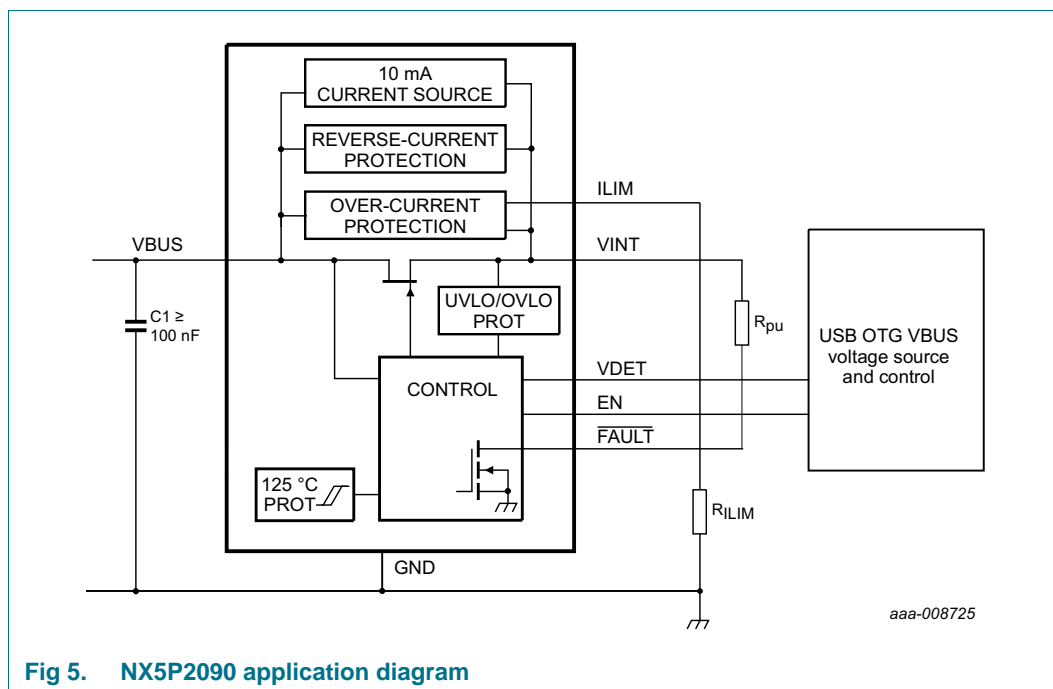 10 mA
CURRENT SOURCE
REVERSE-CURRENT
PROTECTION
OVER-CURRENT
PROTECTION
ILIM
VBUS
VINT
C1 ≥
100 nF
UVLO/OVLO
PROT
Rpu
USB OTG VBUS
voltage source
and control
CONTROL
VDET
EN
FAULT
125 °C
PROT
RILIM
GND
aaa-008725
Fig 5. NX5P2090 application diagram